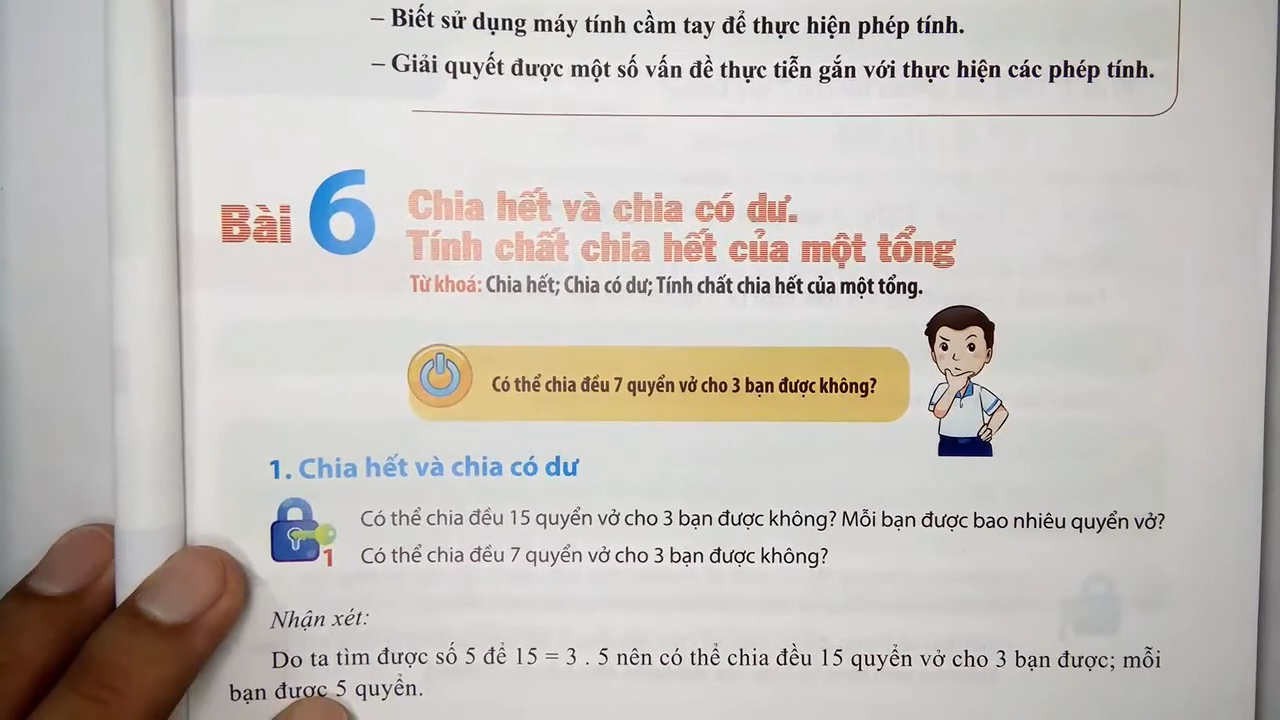 – Biết sử dụng máy tính cầm tay để thực hiện phép tính.
– Giải quyết được một số vấn đề thực tiễn gắn với thực hiện các phép tính.
Bài 6
Chia hết và chia có dư.
Tính chất chia hết của một tổng
Từ khoá: Chia hết; Chia có dư; Tính chất chia hết của một tổng.
Có thể chia đều 7 quyển vở cho 3 bạn được không?
1. Chia hết và chia có dư
Có thể chia đều 15 quyển vở cho 3 bạn được không? Mỗi bạn được bao nhiêu quyển vở?
1 Có thể chia đều 7 quyển vở cho 3 bạn được không?
Nhận xét:
Do ta tìm được số 5 để 15 = 3 . 5 nên có thể chia đều 15 quyển vở cho 3 bạn được; mỗi
bạn được 5 quyển.